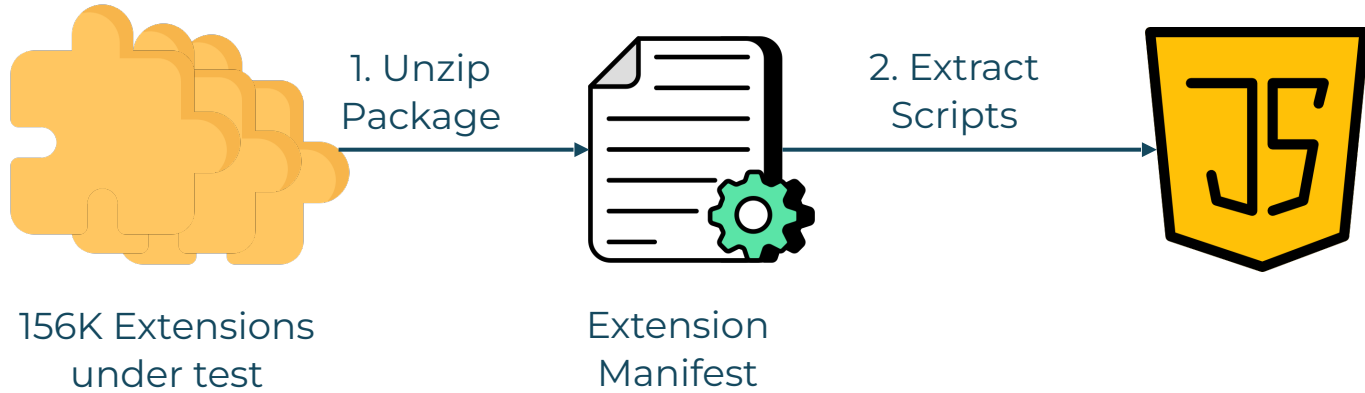 1. Unzip
Package
2. Extract
Scripts
JS
156K Extensions
under test
Extension
Manifest